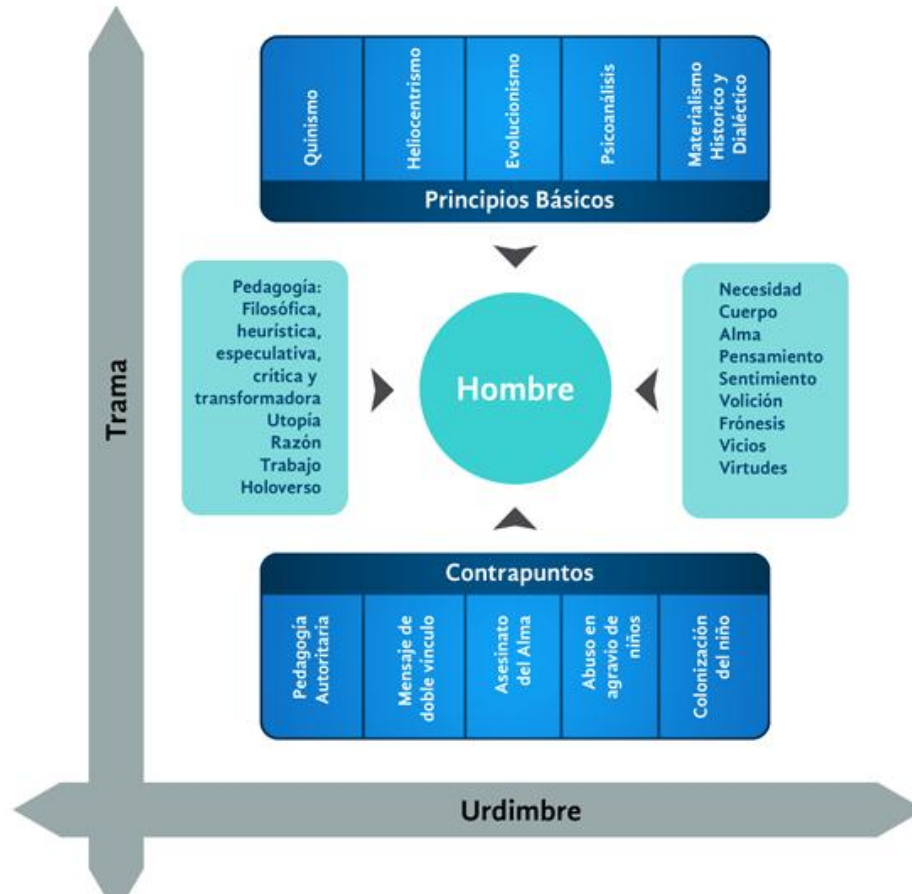 Quinismo
Heliocentrismo
Evolucionismo
Psicoanálisis
Materialismo
Historico y
Dialéctico
Principios Básicos
Pedagogía:
Filosófica,
heurística,
especulativa,
crítica y
transformadora
Utopía
Razón
Trabajo
Holoverso
Hombre
Necesidad
Cuerpo
Alma
Pensamiento
Sentimiento
Volición
Frónesis
Vicios
Virtudes
Contrapuntos
Pedagogía
Autoritaria
Mensaje de
doble vínculo
Asesinato
del Alma
Abuso en
agravio de
niños
Colonización
del niño
Trama
Urdimbre